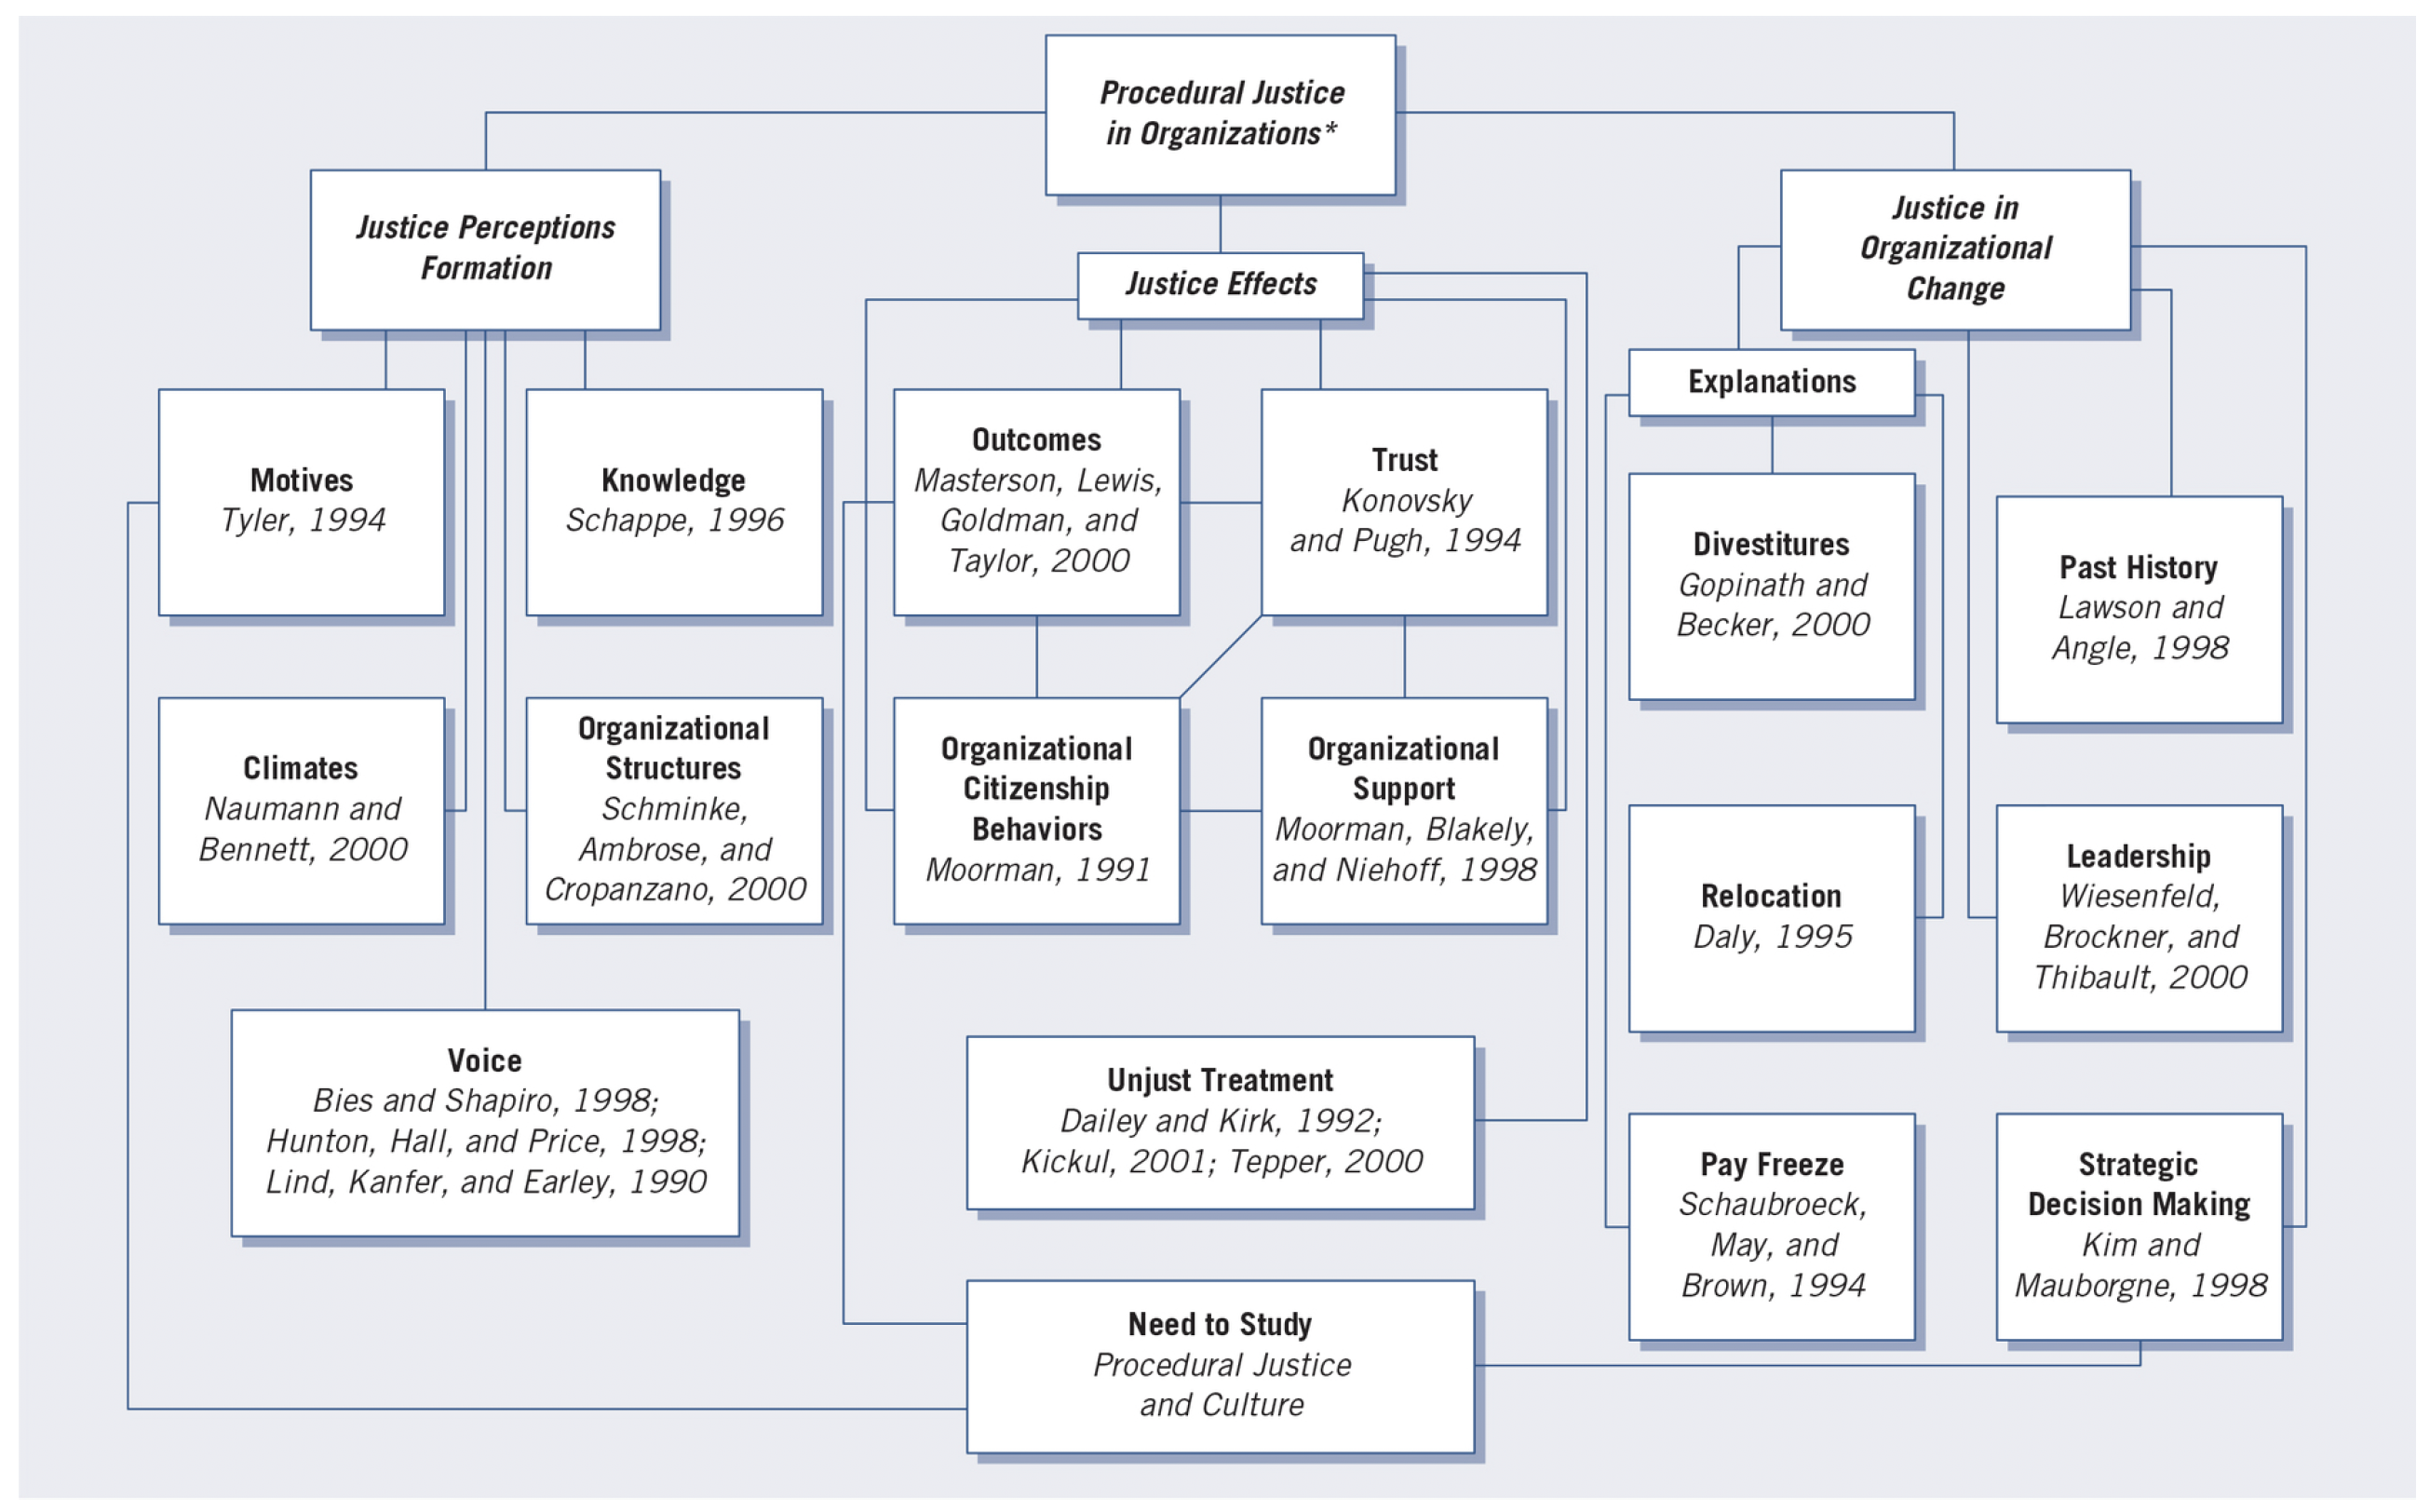 Procedural Justice
in Organizations*
Justice Perceptions
Formation
Justice Effects
Justice in
Organizational
Change
Motives
Tyler, 1994
Knowledge
Schappe, 1996
Climates
Naumann and
Bennett, 2000
Organizational
Structures
Schminke,
Ambrose, and
Cropanzano, 2000
Voice
Bies and Shapiro, 1998;
Hunton, Hall, and Price, 1998;
Lind, Kanfer, and Earley, 1990
Outcomes
Masterson, Lewis,
Goldman, and
Taylor, 2000
Trust
Konovsky
and Pugh, 1994
Organizational
Citizenship
Behaviors
Moorman, 1991
Organizational
Support
Moorman, Blakely,
and Niehoff, 1998
Unjust Treatment
Dailey and Kirk, 1992;
Kickul, 2001; Tepper, 2000
Need to Study
Procedural Justice
and Culture
Explanations
Divestitures
Gopinath and
Becker, 2000
Past History
Lawson and
Angle, 1998
Relocation
Daly, 1995
Leadership
Wiesenfeld,
Brockner, and
Thibault, 2000
Pay Freeze
Schaubroeck,
May, and
Brown, 1994
Strategic
Decision Making
Kim and
Mauborgne, 1998